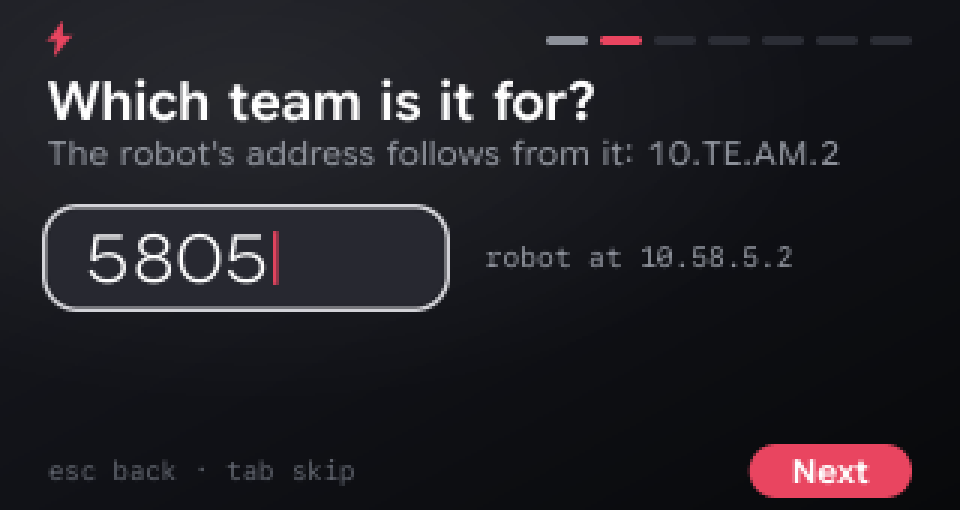 Which team is it for?
The robot's address follows from it: 10.TE.AM.2
5805
robot at 10.58.5.2
esc back · tab skip
Next